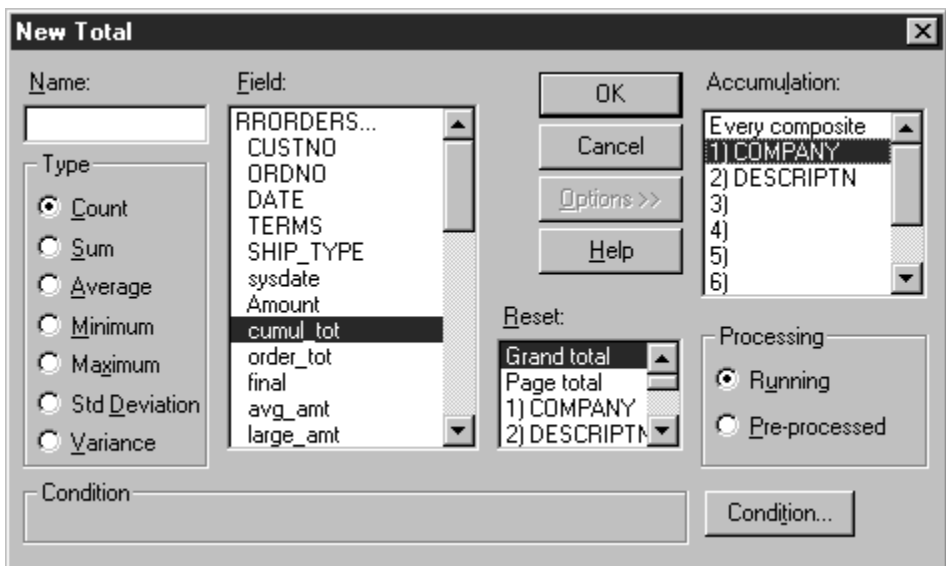 New Total
Name:
Type
Count
Sum
Average
Minimum
Maximum
Std Deviation
Variance
Field:
RRORDERS...
CUSTNO
ORDNO
DATE
TERMS
SHIP_TYPE
sysdate
Amount
cumul_tot
order_tot
final
avg_amt
large_amt
OK
Cancel
Options >>
Help
Reset:
Grand total
Page total
1) COMPANY
2) DESCRIPTN
Accumulation:
Every composite
1) COMPANY
2) DESCRIPTN
3)
4)
5)
6)
Processing
Running
Pre-processed
Condition
Condition...